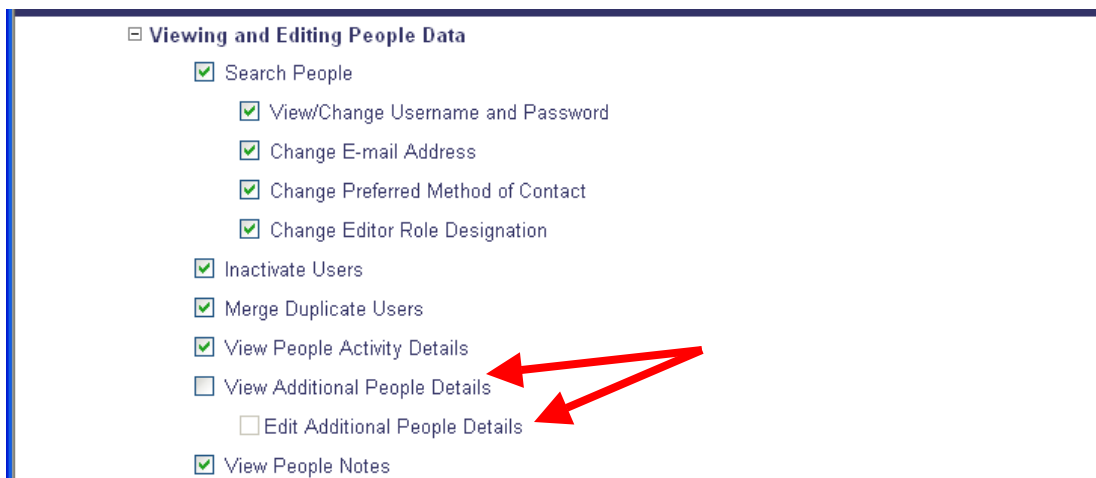 Viewing and Editing People Data
Search People
View/Change Username and Password
Change E-mail Address
Change Preferred Method of Contact
Change Editor Role Designation
Inactivate Users
Merge Duplicate Users
View People Activity Details
View Additional People Details
Edit Additional People Details
View People Notes